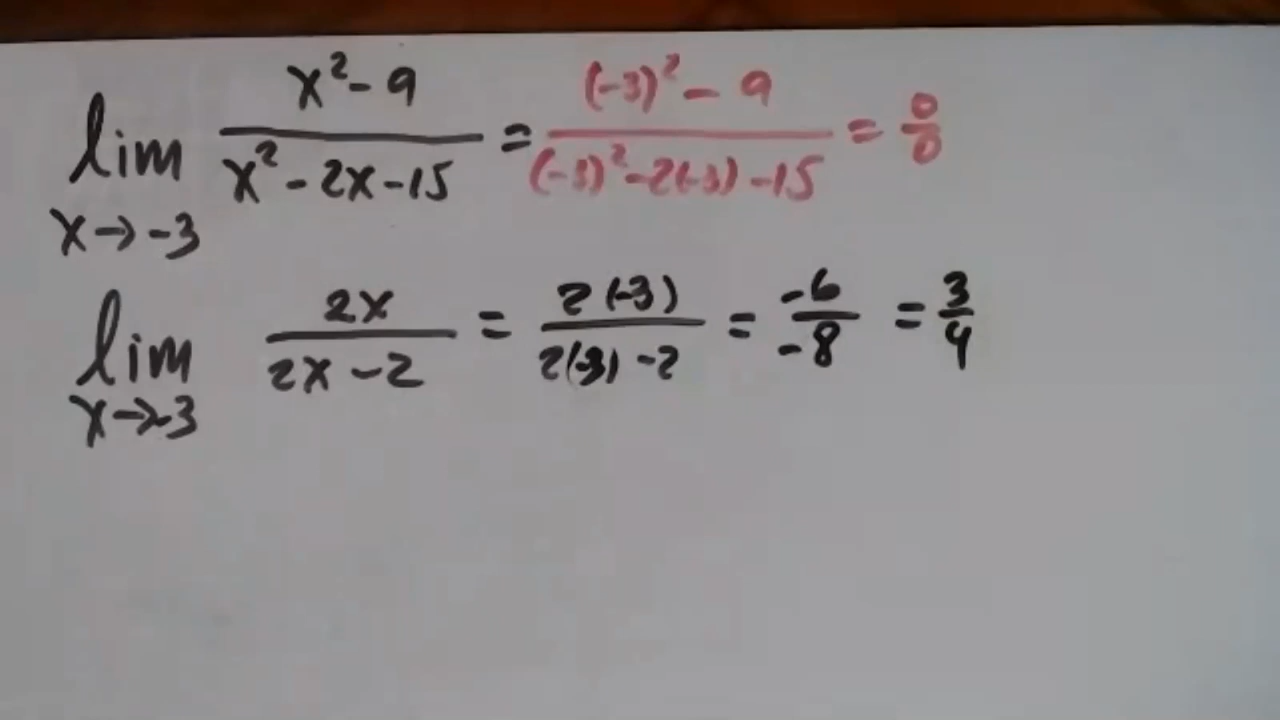 lim x→-3 (x² - 9)/(x² - 2x - 15) = ((-3)² - 9)/((-3)² - 2(-3) - 15) = 0/0
lim x→-3 2x/(2x - 2) = 2(-3)/(2(-3) - 2) = -6/-8 = 3/4